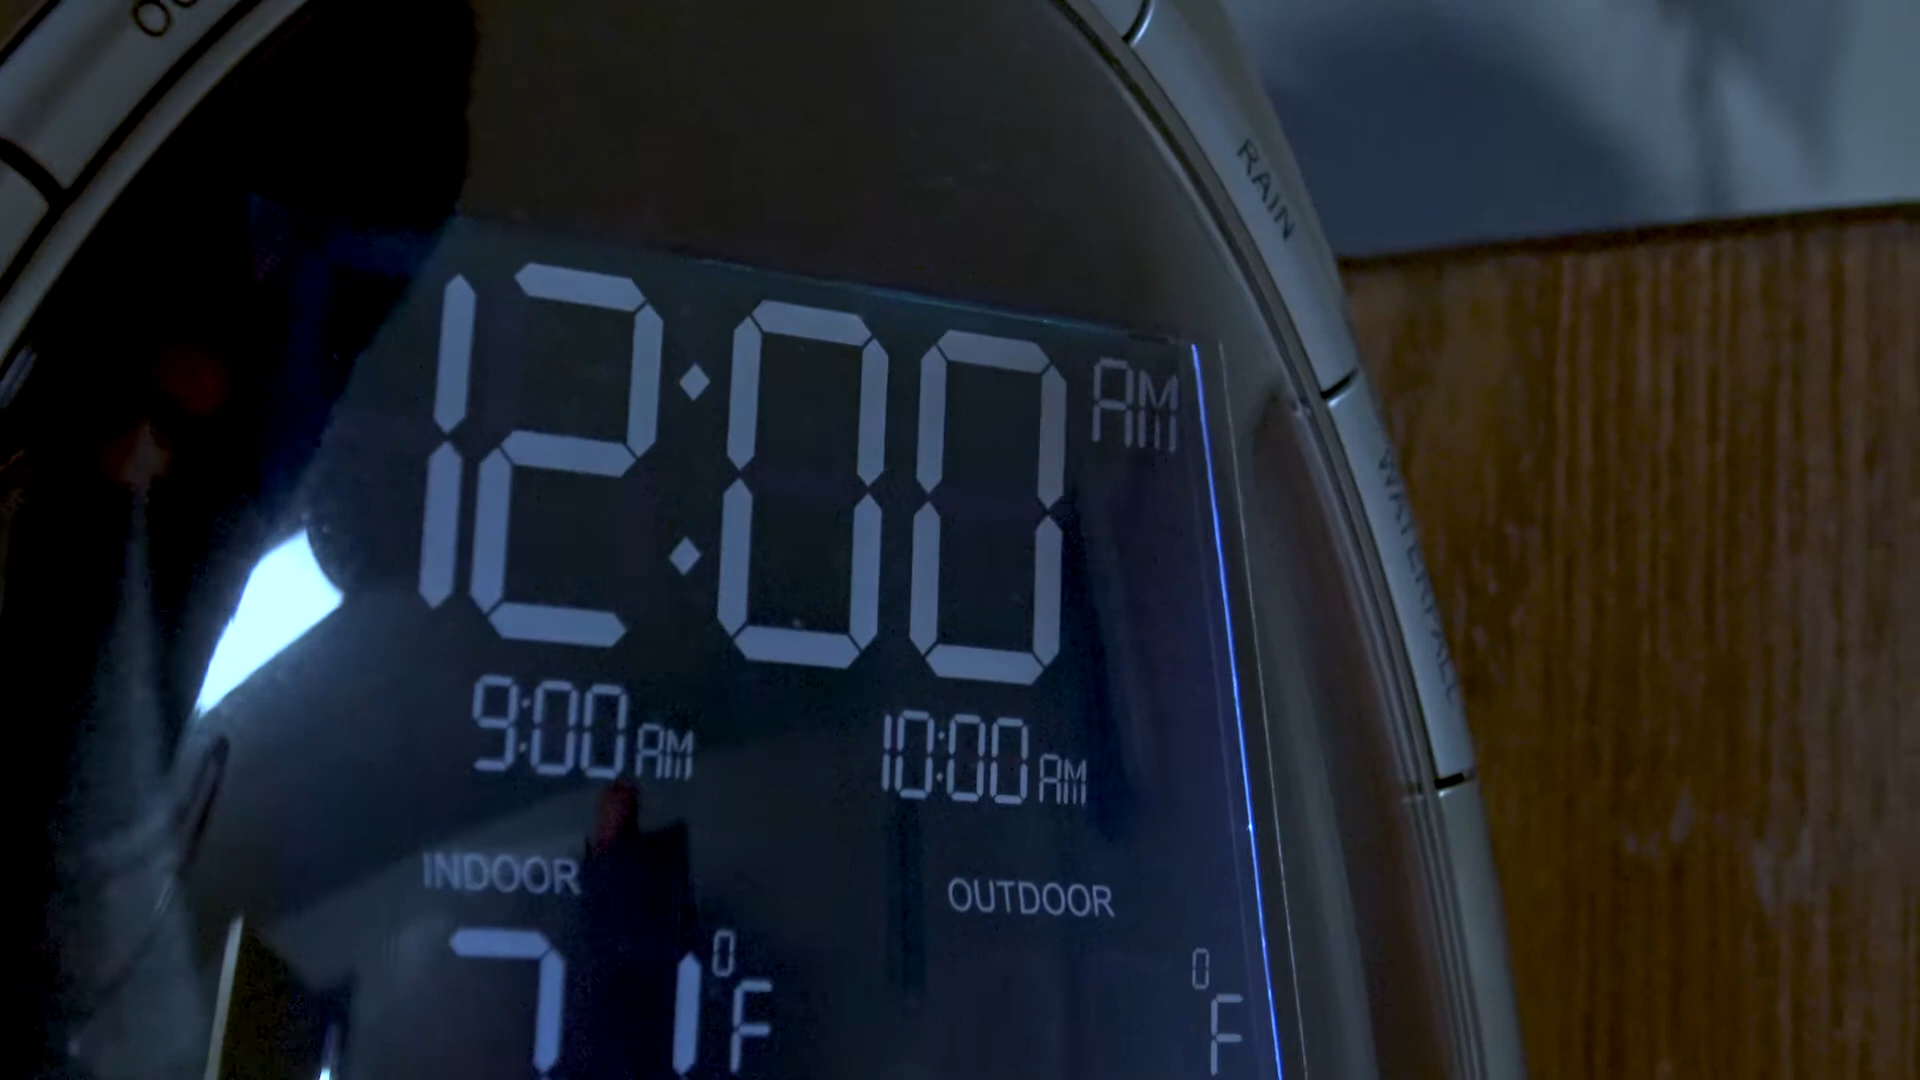 RAIN
12:00 AM
WATERFALL
9:00 AM 10:00 AM
INDOOR OUTDOOR
71°F °F